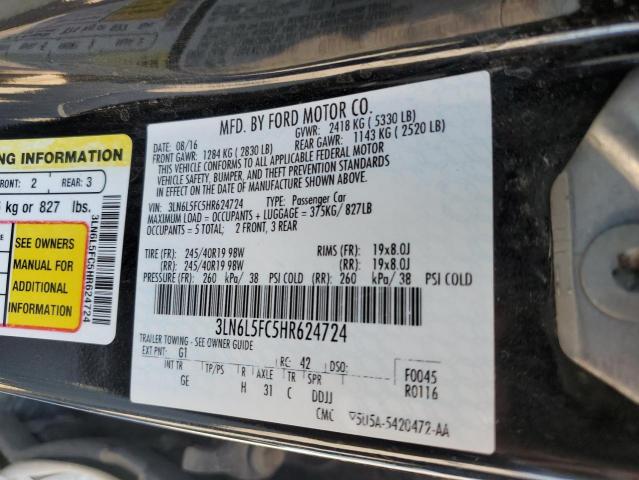 MFD. BY FORD MOTOR CO.
DATE: 08/16 GVWR: 2418 KG ( 5330 LB)
FRONT GAWR: 1284 KG ( 2830 LB) REAR GAWR: 1143 KG ( 2520 LB)
THIS VEHICLE CONFORMS TO ALL APPLICABLE FEDERAL MOTOR
VEHICLE SAFETY, BUMPER, AND THEFT PREVENTION STANDARDS
IN EFFECT ON THE DATE OF MANUFACTURE SHOWN ABOVE.
VIN: 3LN6L5FC5HR624724 TYPE: Passenger Car
MAXIMUM LOAD = OCCUPANTS + LUGGAGE = 375KG/827LB
OCCUPANTS = 5 TOTAL; 2 FRONT, 3 REAR
TIRE (FR): 245/40R19 98W RIMS (FR): 19x8.0J
(RR): 245/40R19 98W (RR): 19x8.0J
PRESSURE (FR): 260 kPa/ 38 PSI COLD (RR): 260 kPa/ 38 PSI COLD
3LN6L5FC5HR624724
TRAILER TOWING - SEE OWNER GUIDE
EXT PNT: G1 RC: 42 DSO:
INT TR TP/PS R AXLE TR SPR
GE H 31 C DDJJ
F0045
R0116
CMC 5U5A-5420472-AA
NG INFORMATION
FRONT: 2 REAR: 3
kg or 827 lbs.
SEE OWNERS
MANUAL FOR
ADDITIONAL
INFORMATION
3LN6L5FC5HR624724